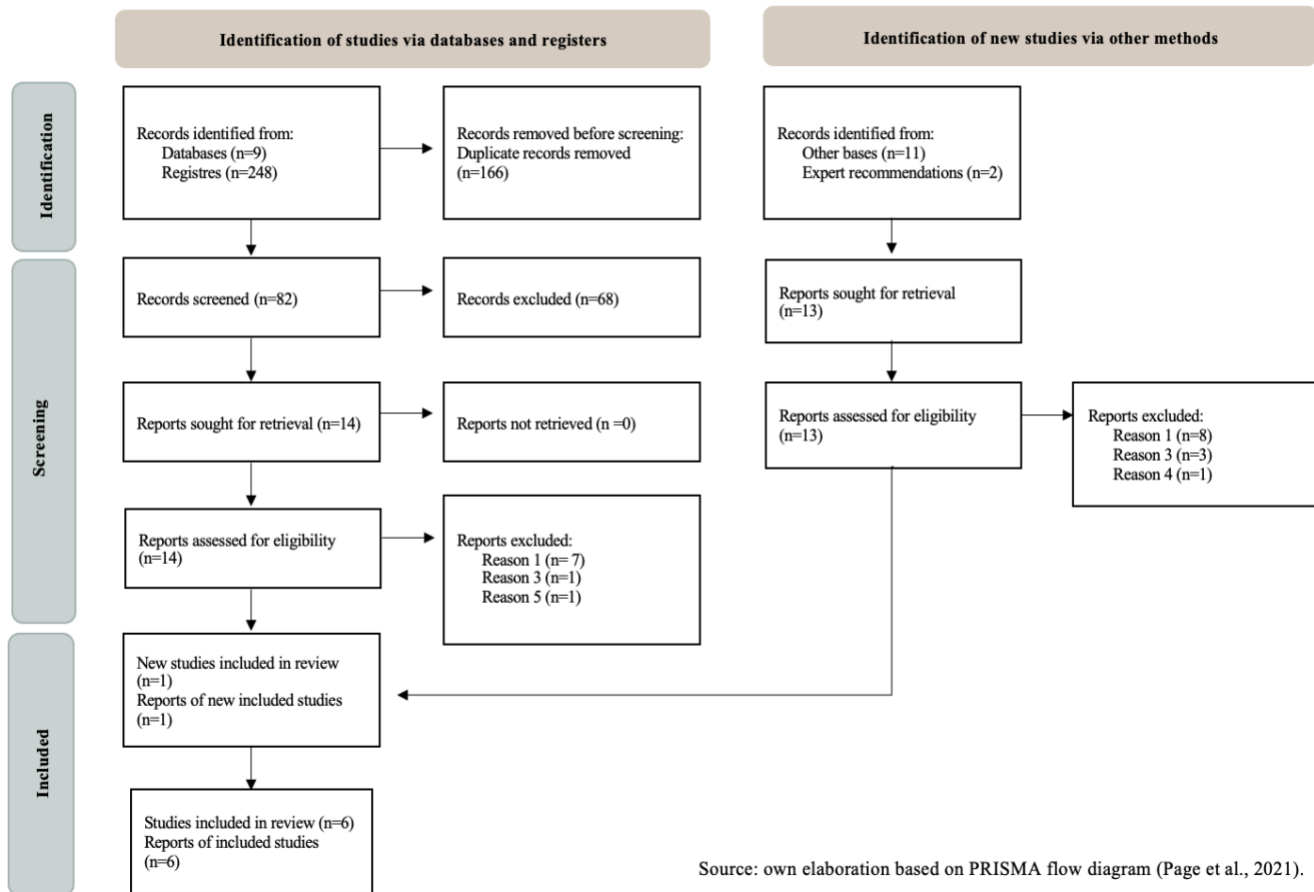 Identification of studies via databases and registers
Identification of new studies via other methods
Identification
Records identified from:
Databases (n=9)
Registres (n=248)
Records removed before screening:
Duplicate records removed
(n=166)
Records identified from:
Other bases (n=11)
Expert recommendations (n=2)
Screening
Records screened (n=82)
Records excluded (n=68)
Reports sought for retrieval
(n=13)
Reports sought for retrieval (n=14)
Reports not retrieved (n =0)
Reports assessed for eligibility
(n=13)
Reports excluded:
Reason 1 (n=8)
Reason 3 (n=3)
Reason 4 (n=1)
Reports assessed for eligibility
(n=14)
Reports excluded:
Reason 1 (n= 7)
Reason 3 (n=1)
Reason 5 (n=1)
Included
New studies included in review
(n=1)
Reports of new included studies
(n=1)
Studies included in review (n=6)
Reports of included studies
(n=6)
Source: own elaboration based on PRISMA flow diagram (Page et al., 2021).